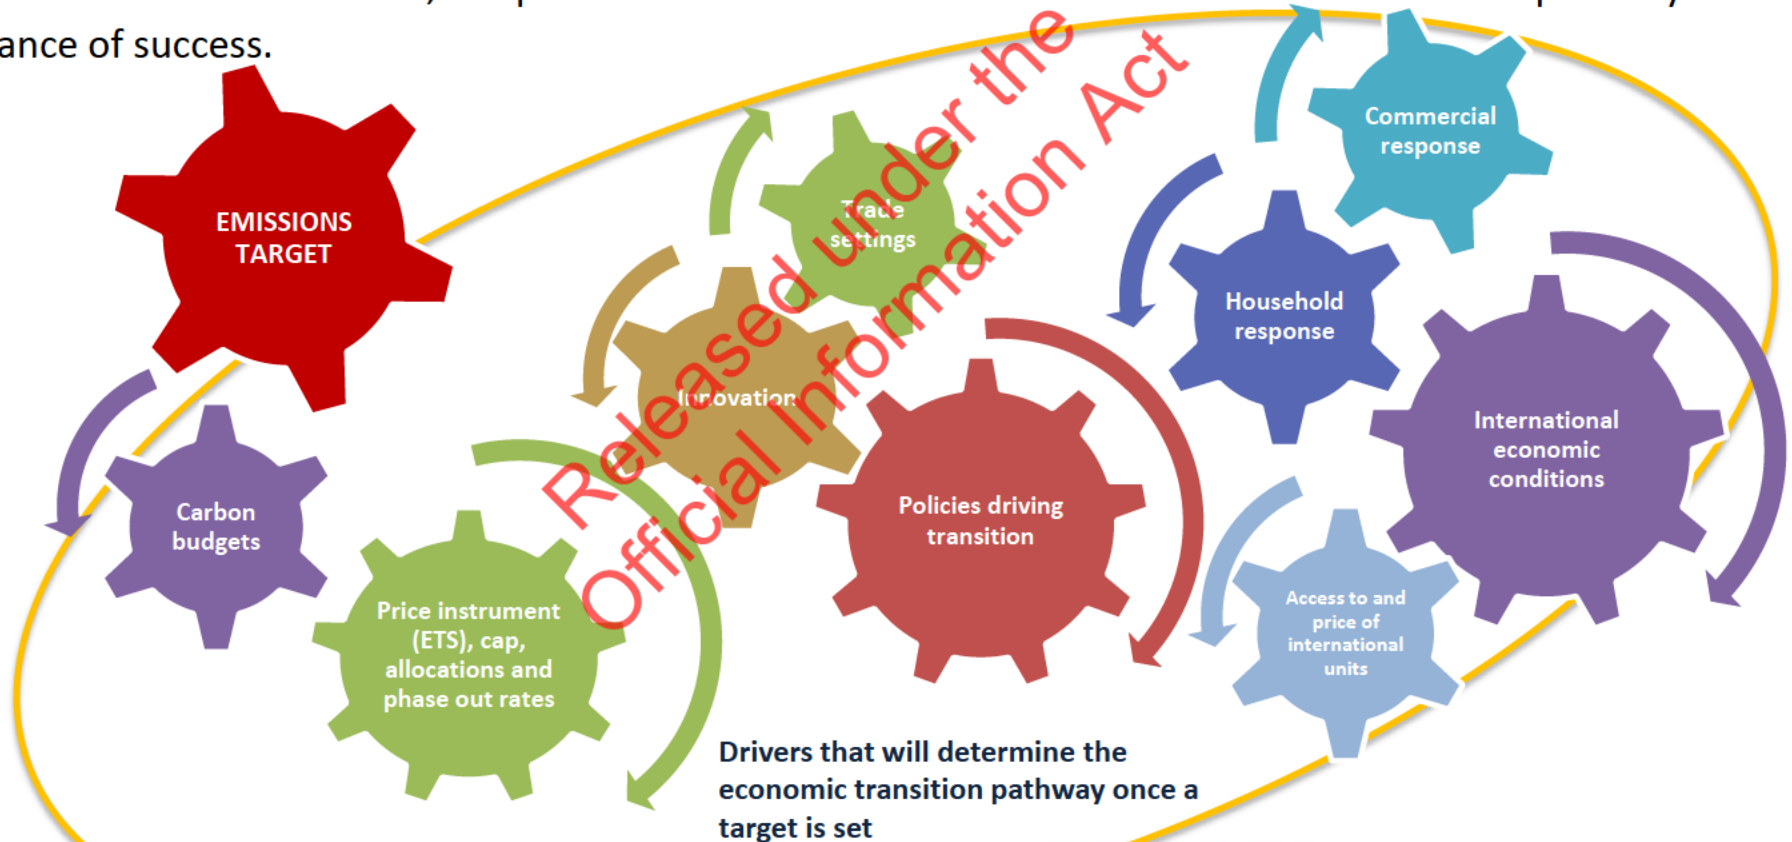 ance of success.
EMISSIONS
TARGET
Carbon
budgets
Price instrument
(ETS), cap,
allocations and
phase out rates
Innovation
Trade
settings
Policies driving
transition
Household
response
Commercial
response
International
economic
conditions
Access to and
price of
international
units
Drivers that will determine the
economic transition pathway once a
target is set
Released under the
Official Information Act